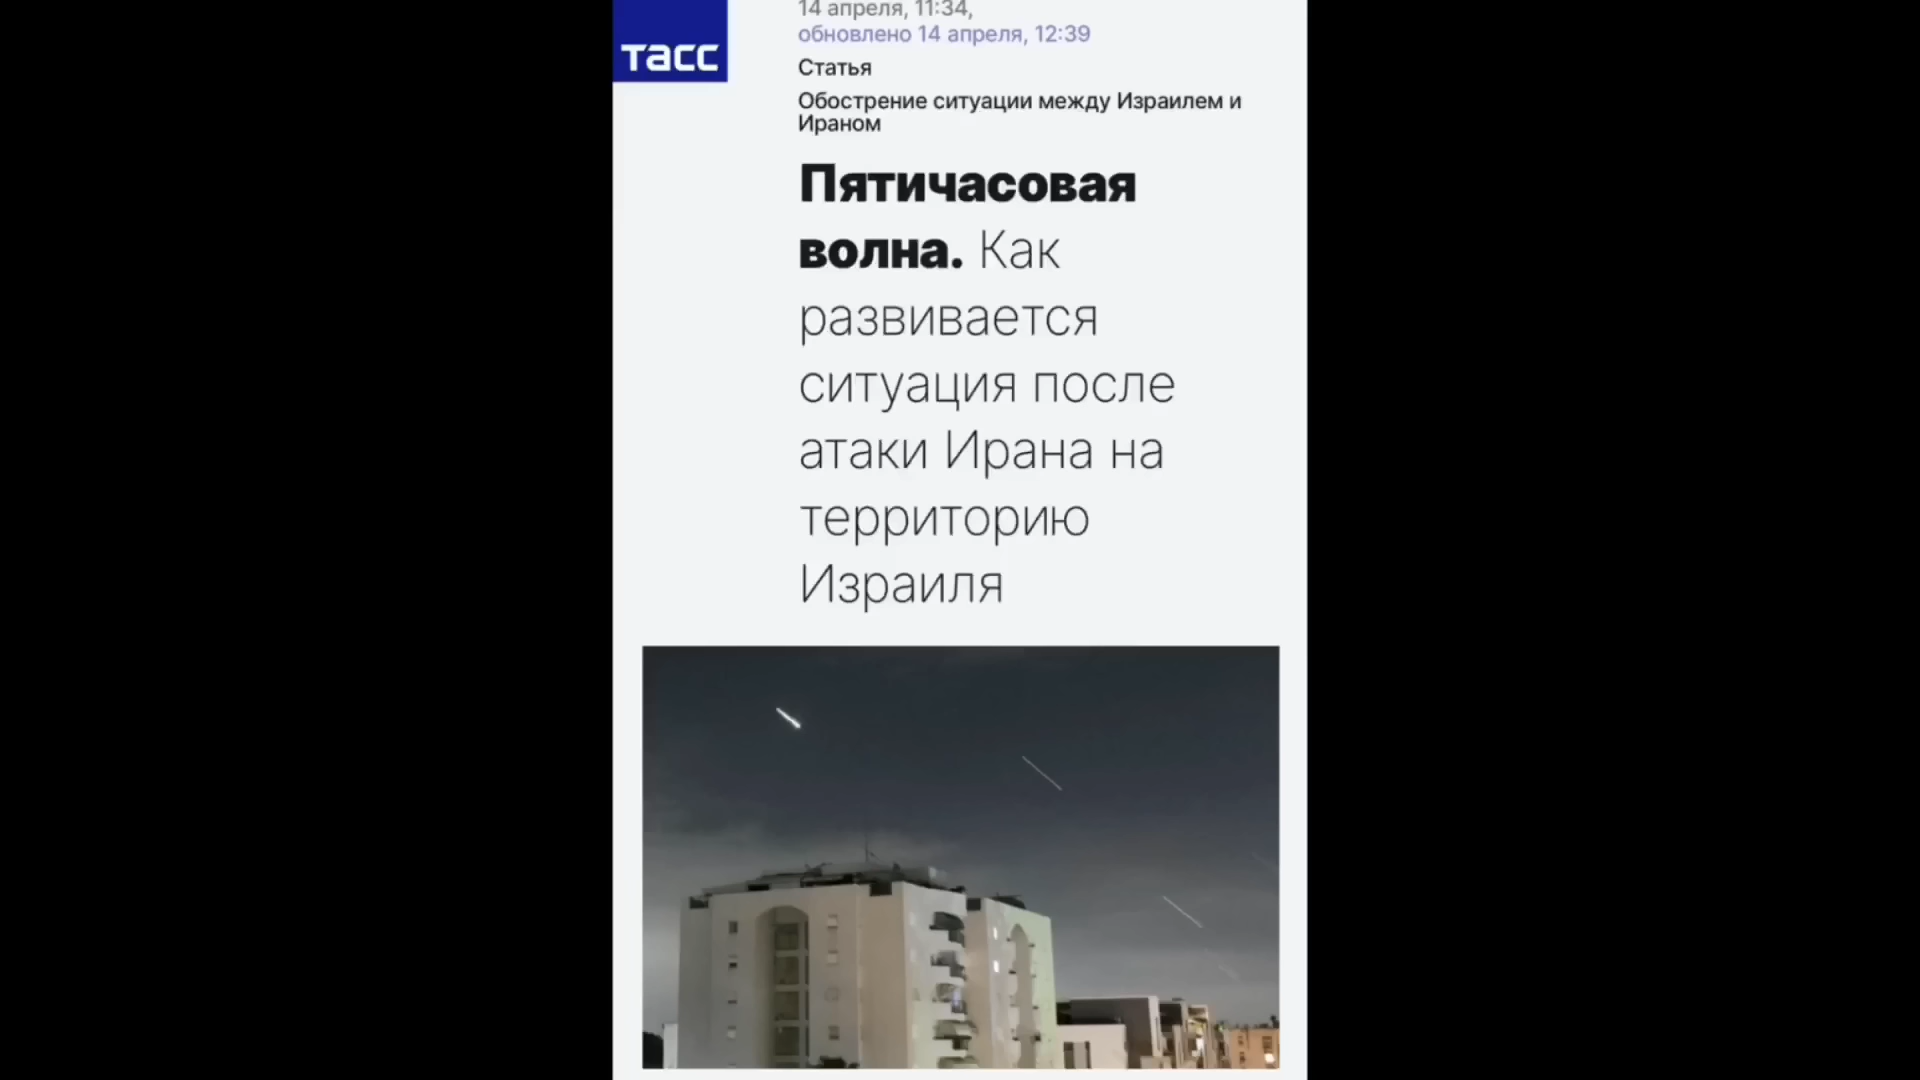 14 апреля, 11:34,
обновлено 14 апреля, 12:39
тасс
Статья
Обострение ситуации между Израилем и
Ираном
Пятичасовая
волна. Как
развивается
ситуация после
атаки Ирана на
территорию
Израиля